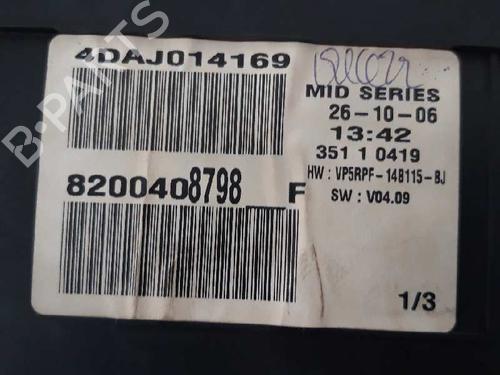 4DAJ014169
MID SERIES
26-10-06
13:42
351 1 0419
HW : VP5RPF-14B115-BJ
SW : V04.09
8200408798__F
1/3
B-PARTS